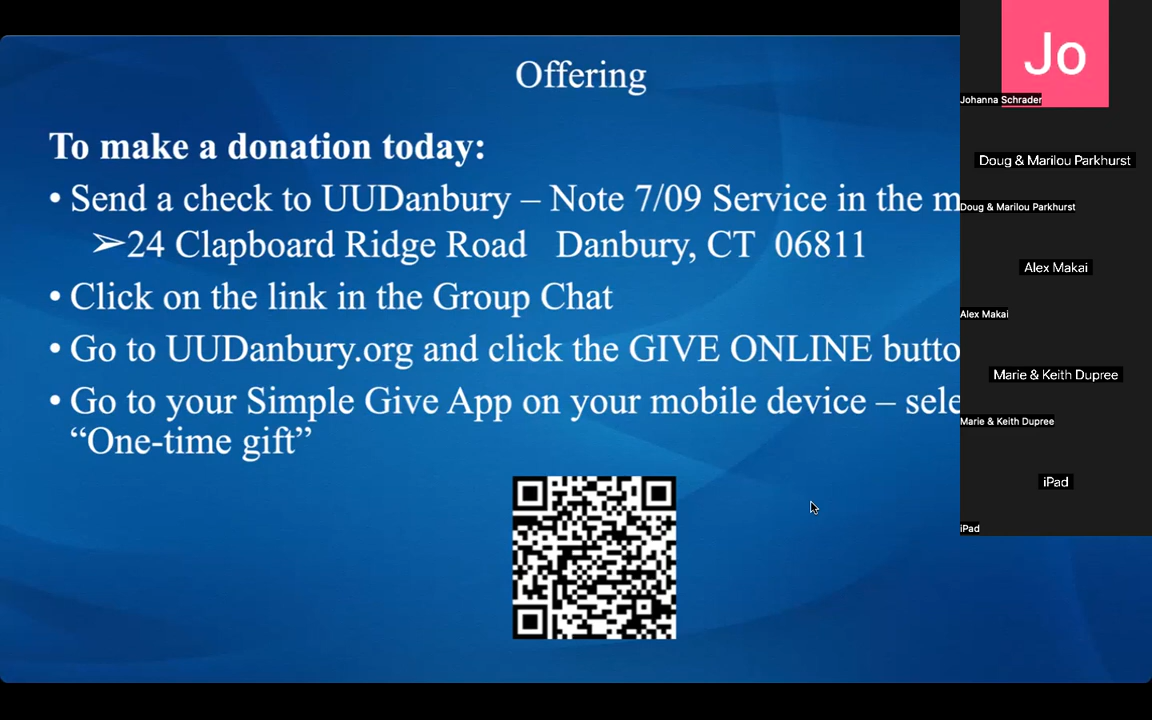 Offering
To make a donation today:
• Send a check to UUDanbury – Note 7/09 Service in the
➢24 Clapboard Ridge Road Danbury, CT 06811
• Click on the link in the Group Chat
• Go to UUDanbury.org and click the GIVE ONLINE
• Go to your Simple Give App on your mobile device –
“One-time gift”
Jo
Johanna Schrader
Doug & Marilou Parkhurst
Doug & Marilou Parkhurst
Alex Makai
Alex Makai
Marie & Keith Dupree
Marie & Keith Dupree
iPad
iPad